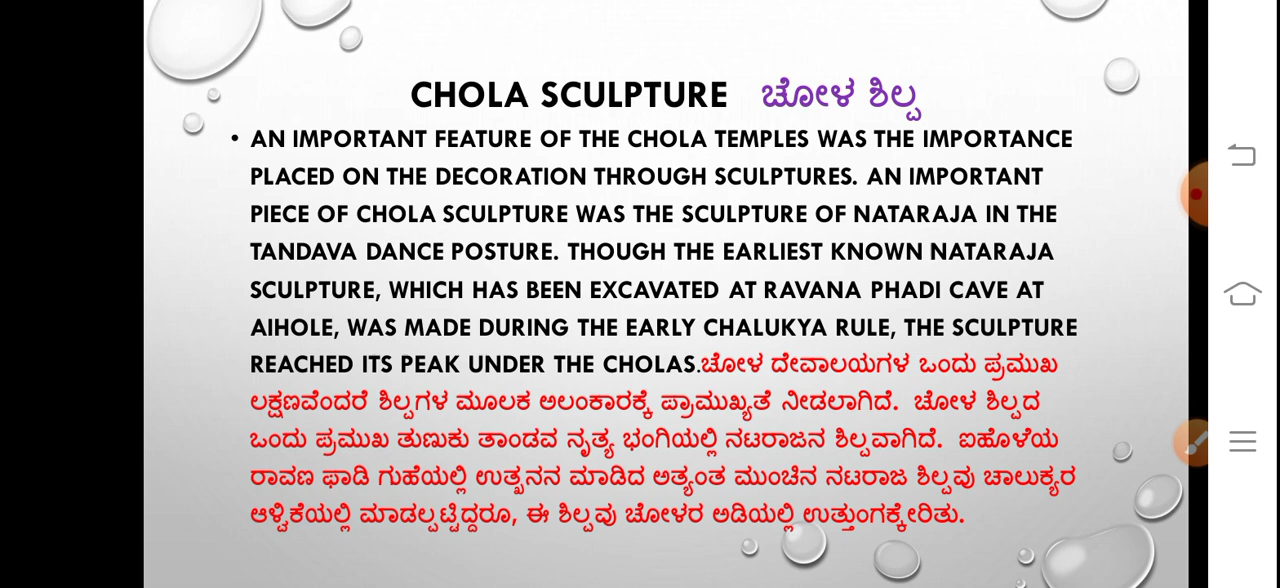 CHOLA SCULPTURE ಚೋಳ ಶಿಲ್ಪ
• AN IMPORTANT FEATURE OF THE CHOLA TEMPLES WAS THE IMPORTANCE
PLACED ON THE DECORATION THROUGH SCULPTURES. AN IMPORTANT
PIECE OF CHOLA SCULPTURE WAS THE SCULPTURE OF NATARAJA IN THE
TANDAVA DANCE POSTURE. THOUGH THE EARLIEST KNOWN NATARAJA
SCULPTURE, WHICH HAS BEEN EXCAVATED AT RAVANA PHADI CAVE AT
AIHOLE, WAS MADE DURING THE EARLY CHALUKYA RULE, THE SCULPTURE
REACHED ITS PEAK UNDER THE CHOLAS.ಚೋಳ ದೇವಾಲಯಗಳ ಒಂದು ಪ್ರಮುಖ
ಲಕ್ಷಣವೆಂದರೆ ಶಿಲ್ಪಗಳ ಮೂಲಕ ಅಲಂಕಾರಕ್ಕೆ ಪ್ರಾಮುಖ್ಯತೆ ನೀಡಲಾಗಿದೆ. ಚೋಳ ಶಿಲ್ಪದ
ಒಂದು ಪ್ರಮುಖ ತುಣುಕು ತಾಂಡವ ನೃತ್ಯ ಭಂಗಿಯಲ್ಲಿ ನಟರಾಜನ ಶಿಲ್ಪವಾಗಿದೆ. ಐಹೊಳೆಯ
ರಾವಣ ಫಾಡಿ ಗುಹೆಯಲ್ಲಿ ಉತ್ಖನನ ಮಾಡಿದ ಅತ್ಯಂತ ಮುಂಚಿನ ನಟರಾಜ ಶಿಲ್ಪವು ಚಾಲುಕ್ಯರ
ಆಳ್ವಿಕೆಯಲ್ಲಿ ಮಾಡಲ್ಪಟ್ಟಿದ್ದರೂ, ಈ ಶಿಲ್ಪವು ಚೋಳರ ಅಡಿಯಲ್ಲಿ ಉತ್ತುಂಗಕ್ಕೇರಿತು.